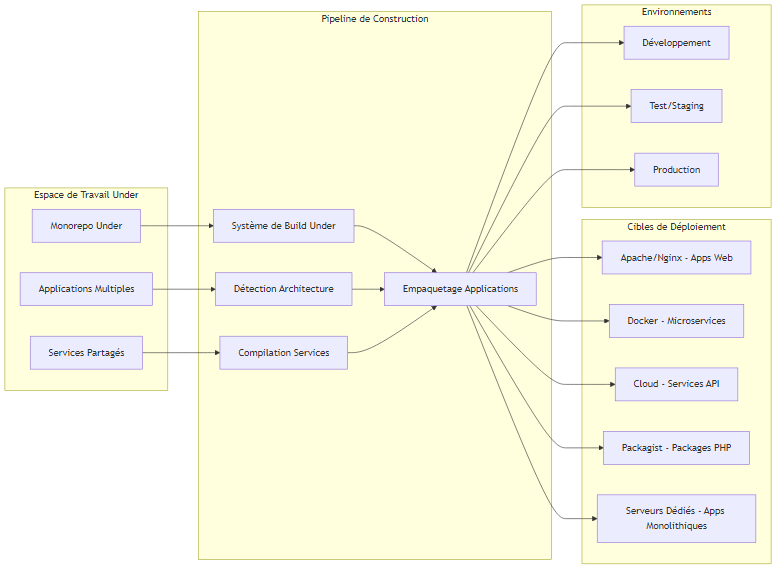 Espace de Travail Under
Monorepo Under
Applications Multiples
Services Partagés
Pipeline de Construction
Système de Build Under
Détection Architecture
Compilation Services
Empaquetage Applications
Environnements
Développement
Test/Staging
Production
Cibles de Déploiement
Apache/Nginx - Apps Web
Docker - Microservices
Cloud - Services API
Packagist - Packages PHP
Serveurs Dédiés - Apps
Monolithiques